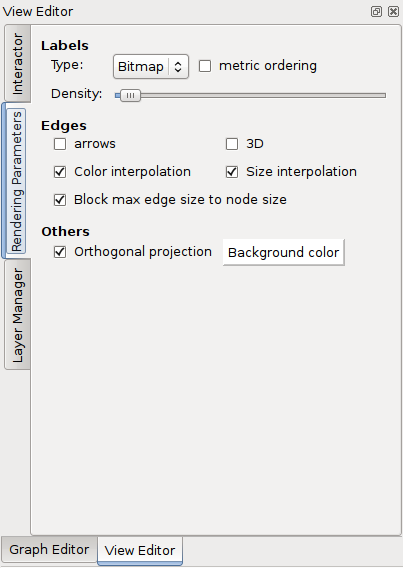 View Editor
Interactor
Rendering Parameters
Layer Manager
Labels
Type: Bitmap metric ordering
Density:
Edges
arrows 3D
Color interpolation Size interpolation
Block max edge size to node size
Others
Orthogonal projection Background color
Graph Editor View Editor